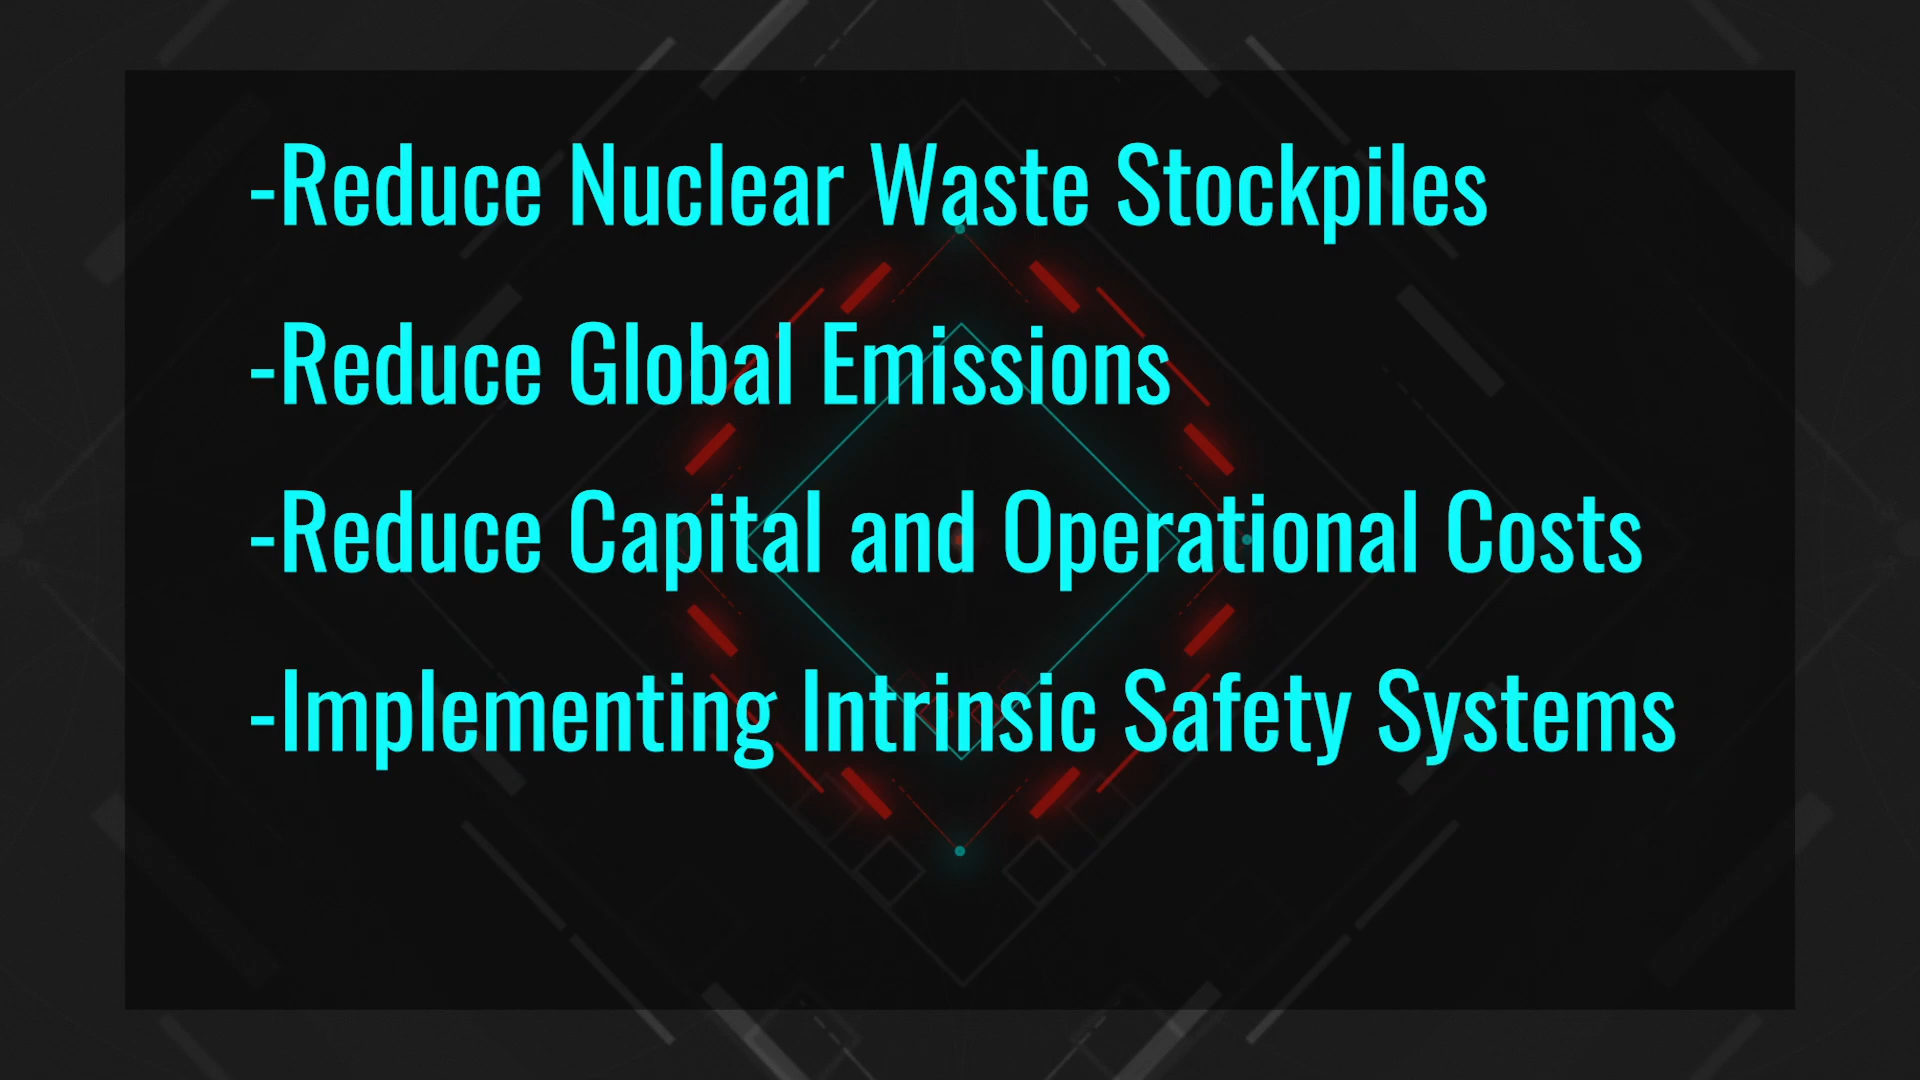 -Reduce Nuclear Waste Stockpiles
-Reduce Global Emissions
-Reduce Capital and Operational Costs
-Implementing Intrinsic Safety Systems